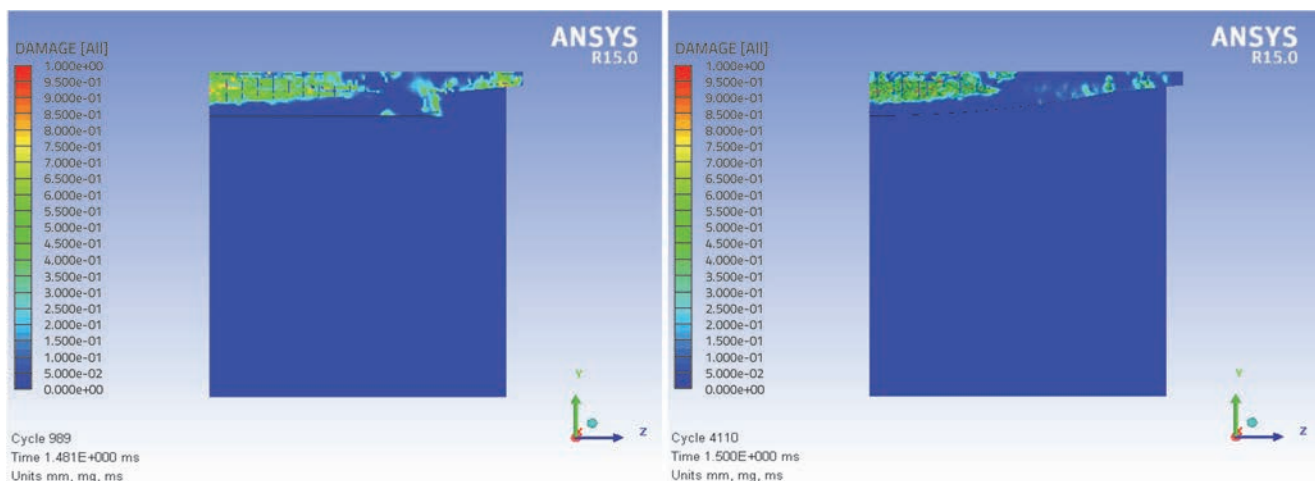 ANSYS
R15.0
DAMAGE [All]
1.000e+00
9.500e-01
9.000e-01
8.500e-01
8.000e-01
7.500e-01
7.000e-01
6.500e-01
6.000e-01
5.500e-01
5.000e-01
4.500e-01
4.000e-01
3.500e-01
3.000e-01
2.500e-01
2.000e-01
1.500e-01
1.000e-01
5.000e-02
0.000e+00
Y
Z
Cycle 989
Time 1.481E+000 ms
Units mm, mg, ms
ANSYS
R15.0
DAMAGE [All]
1.000e+00
9.500e-01
9.000e-01
8.500e-01
8.000e-01
7.500e-01
7.000e-01
6.500e-01
6.000e-01
5.500e-01
5.000e-01
4.500e-01
4.000e-01
3.500e-01
3.000e-01
2.500e-01
2.000e-01
1.500e-01
1.000e-01
5.000e-02
0.000e+00
Y
Z
Cycle 4110
Time 1.500E+000 ms
Units mm, mg, ms